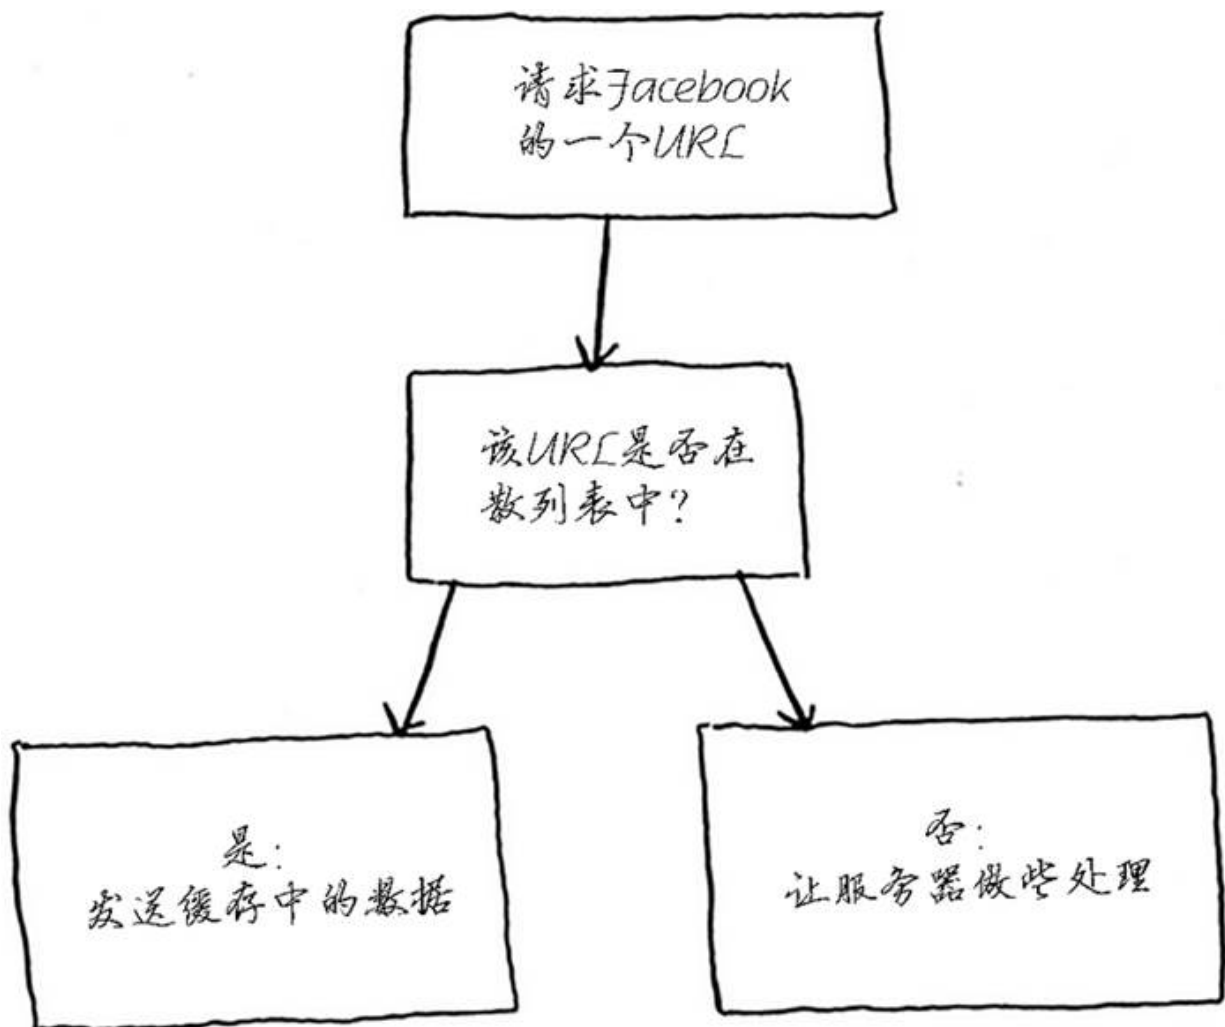 请求Facebook
的一个URL
该URL是否在
散列表中?
是:
发送缓存中的数据
否:
让服务器做些处理